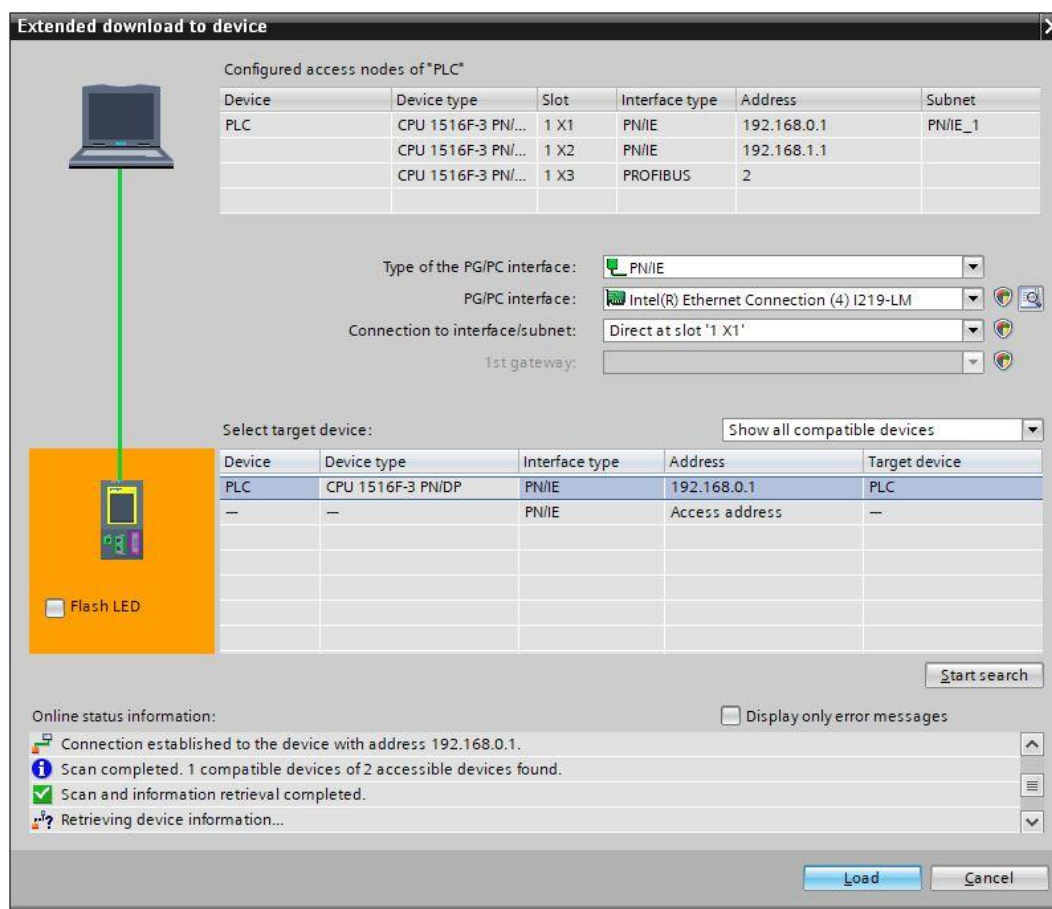 Extended download to device
Configured access nodes of "PLC"
Device Device type Slot Interface type Address Subnet
PLC CPU 1516F-3 PN/... 1 X1 PN/IE 192.168.0.1 PN/IE_1
CPU 1516F-3 PN/... 1 X2 PN/IE 192.168.1.1
CPU 1516F-3 PN/... 1 X3 PROFIBUS 2
Type of the PG/PC interface: PN/IE
PG/PC interface: Intel(R) Ethernet Connection (4) I219-LM
Connection to interface/subnet: Direct at slot '1 X1'
1st gateway:
Select target device: Show all compatible devices
Device Device type Interface type Address Target device
PLC CPU 1516F-3 PN/DP PN/IE 192.168.0.1 PLC
— — PN/IE Access address —
Flash LED
Start search
Online status information: Display only error messages
Connection established to the device with address 192.168.0.1.
Scan completed. 1 compatible devices of 2 accessible devices found.
Scan and information retrieval completed.
Retrieving device information...
Load Cancel